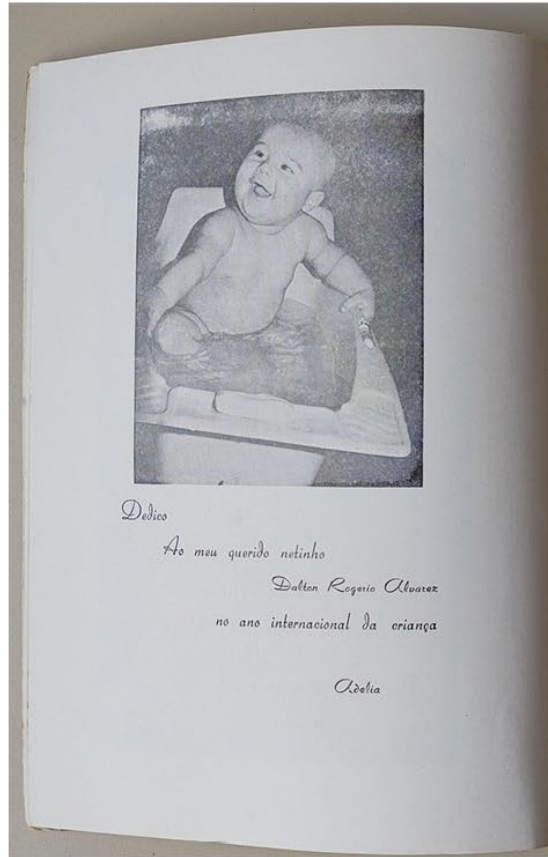 Dedico
Ao meu querido netinho
Dalton Rogerio Alvarez
no ano internacional da criança
Adelia